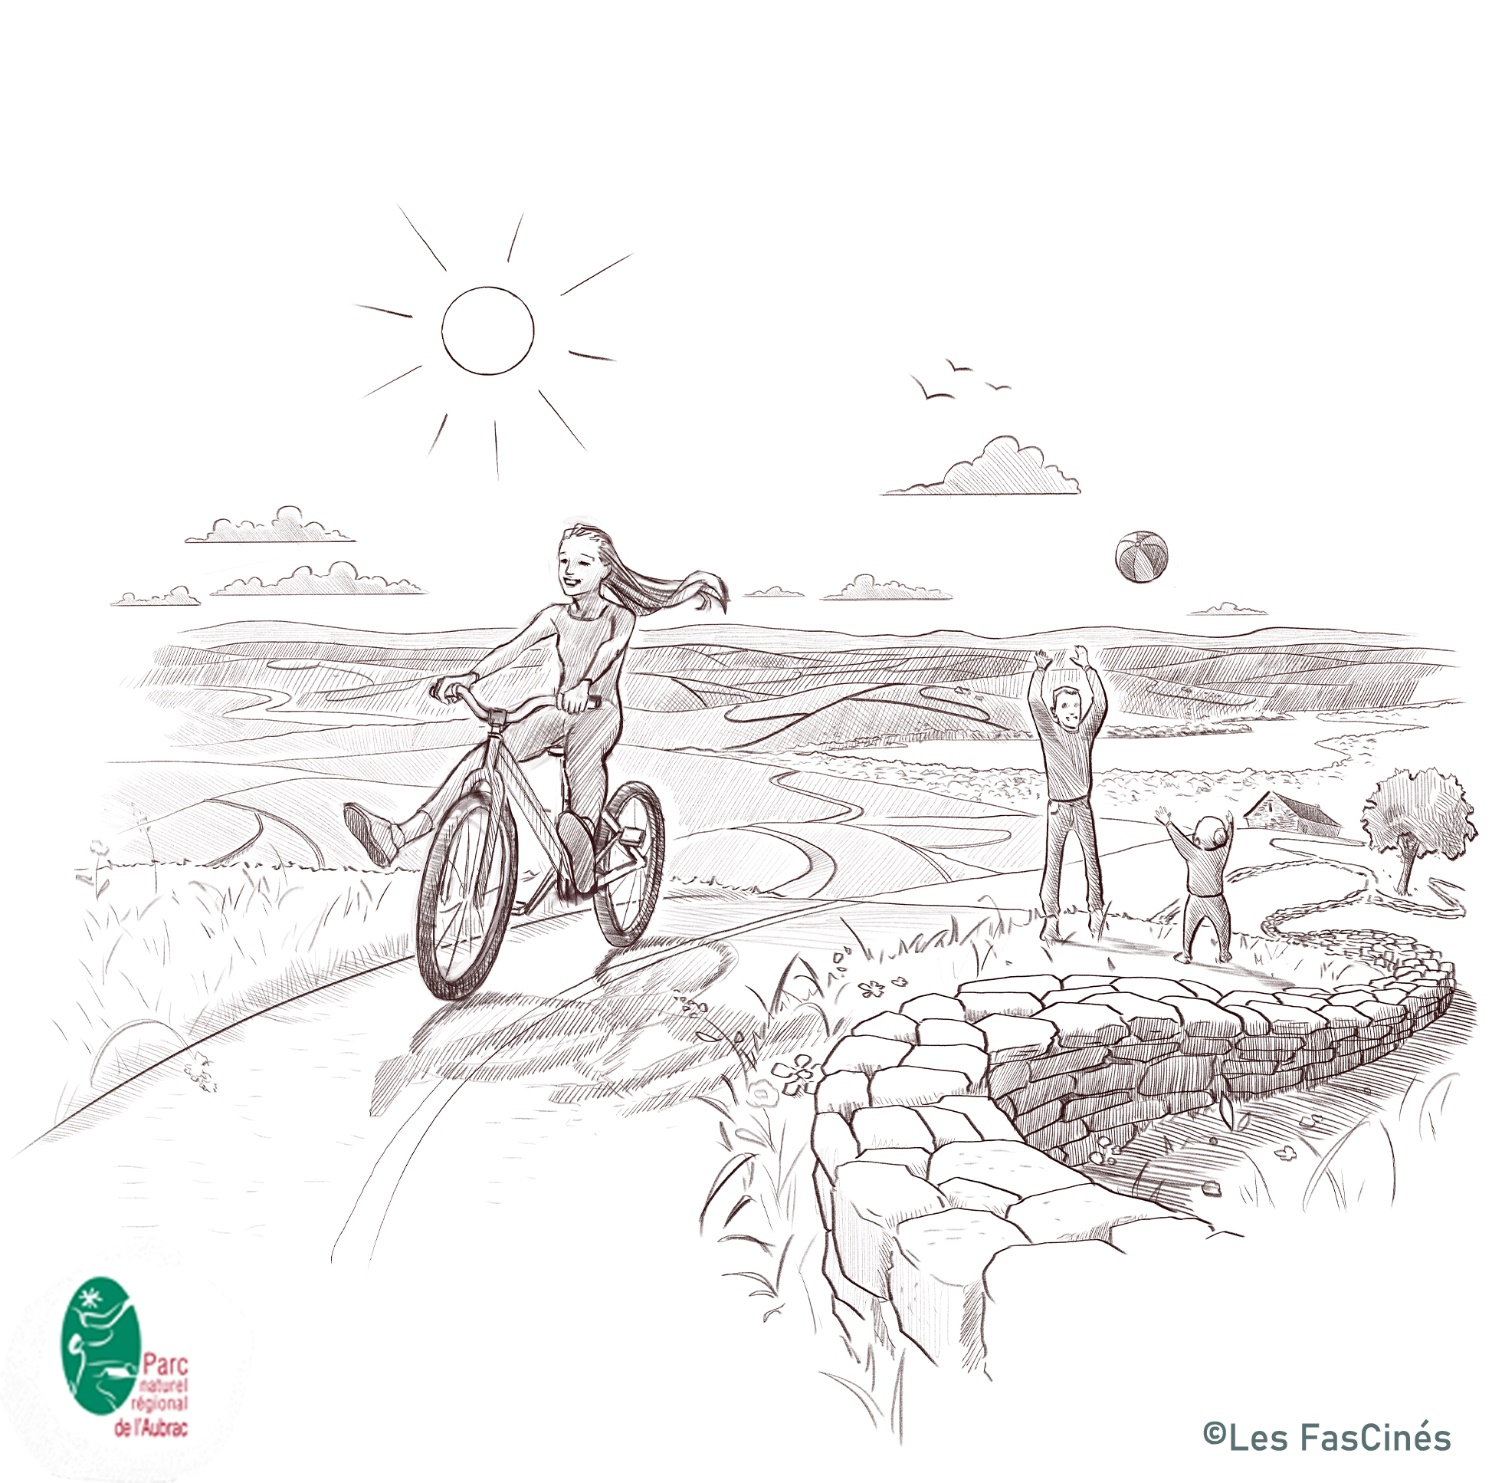 Parc
naturel
régional
de l'Aubrac
©Les FasCinés